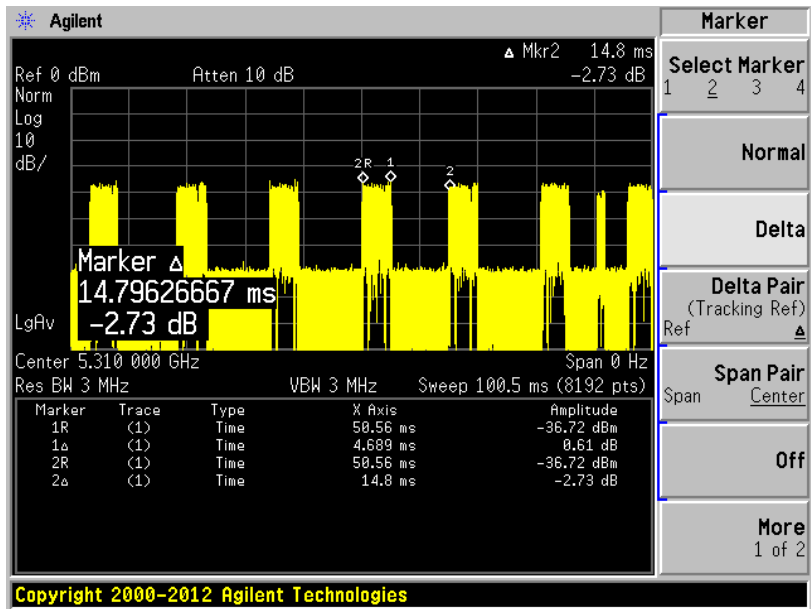 Agilent
Marker
Δ Mkr2 14.8 ms
Ref 0 dBm Atten 10 dB -2.73 dB
Norm
Log
10
dB/
2R 1
2
Marker Δ
14.79626667 ms
-2.73 dB
LgAv
Center 5.310 000 GHz Span 0 Hz
Res BW 3 MHz VBW 3 MHz Sweep 100.5 ms (8192 pts)
Marker Trace Type X Axis Amplitude
1R (1) Time 50.56 ms -36.72 dBm
1Δ (1) Time 4.689 ms 0.61 dB
2R (1) Time 50.56 ms -36.72 dBm
2Δ (1) Time 14.8 ms -2.73 dB
Select Marker
1 2 3 4
Normal
Delta
Delta Pair
(Tracking Ref)
Ref Δ
Span Pair
Span Center
Off
More
1 of 2
Copyright 2000-2012 Agilent Technologies